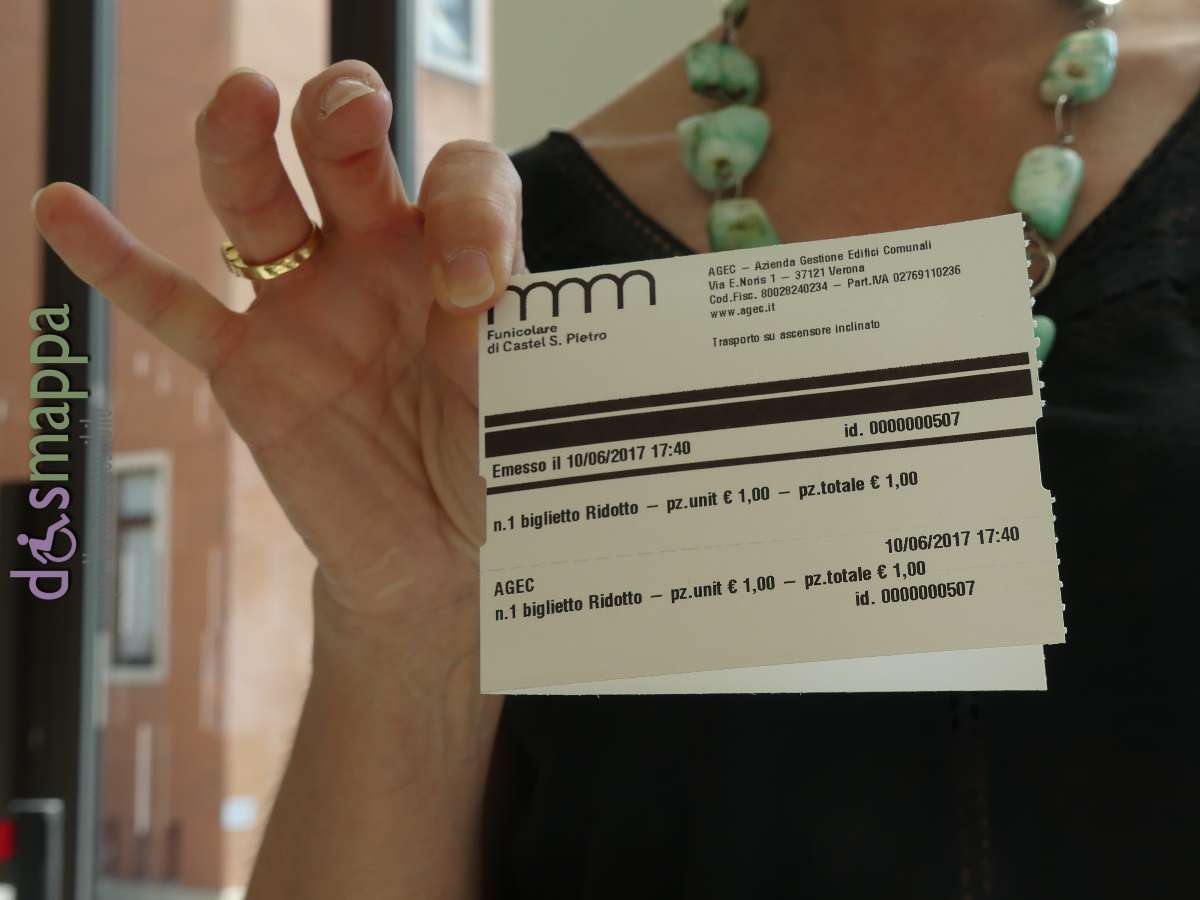 Funicolare
di Castel S. Pietro
AGEC – Azienda Gestione Edifici Comunali
Via E.Noris 1 – 37121 Verona
Cod.Fisc. 80028240234 – Part.IVA 02769110236
www.agec.it
Trasporto su ascensore inclinato
Emesso il 10/06/2017 17:40
id. 0000000507
n.1 biglietto Ridotto – pz.unit € 1,00 – pz.totale € 1,00
10/06/2017 17:40
AGEC
n.1 biglietto Ridotto – pz.unit € 1,00 – pz.totale € 1,00
id. 0000000507
dismappa